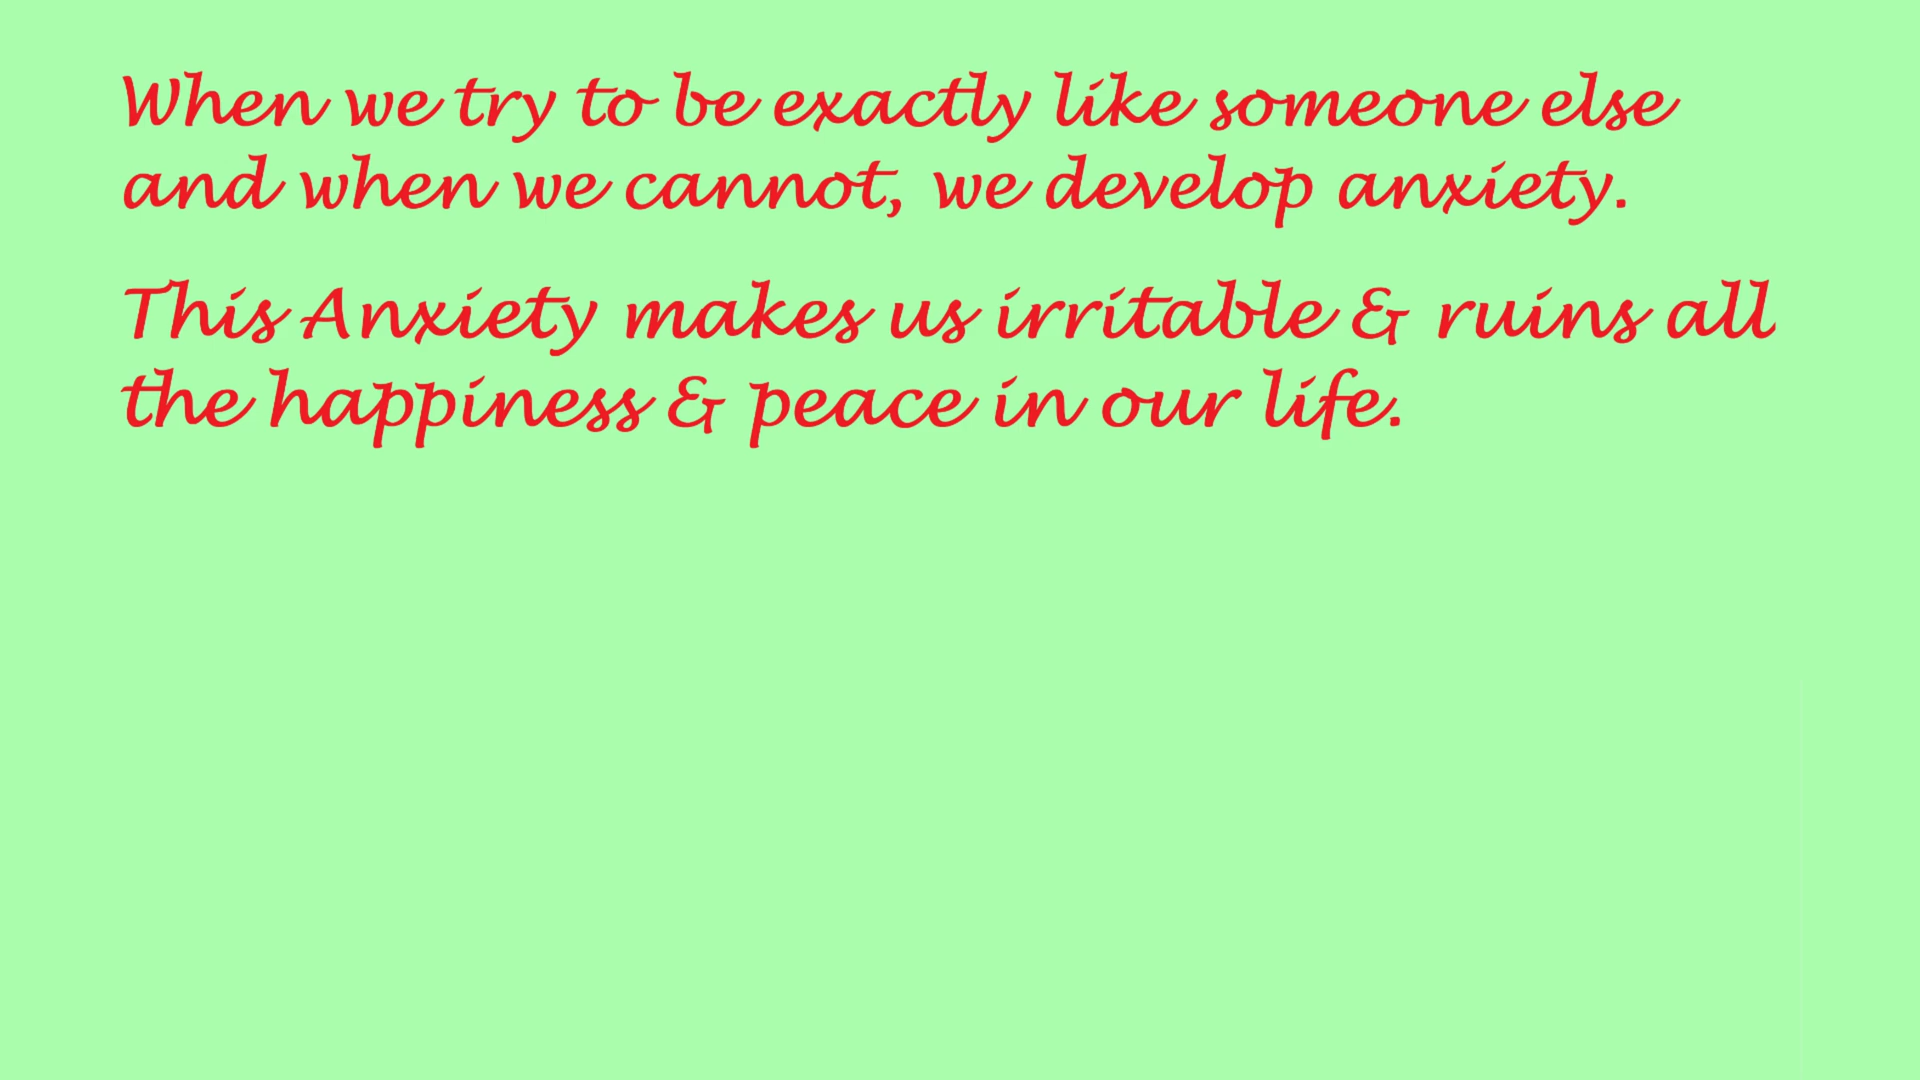 When we try to be exactly like someone else
and when we cannot, we develop anxiety.
This Anxiety makes us irritable & ruins all
the happiness & peace in our life.